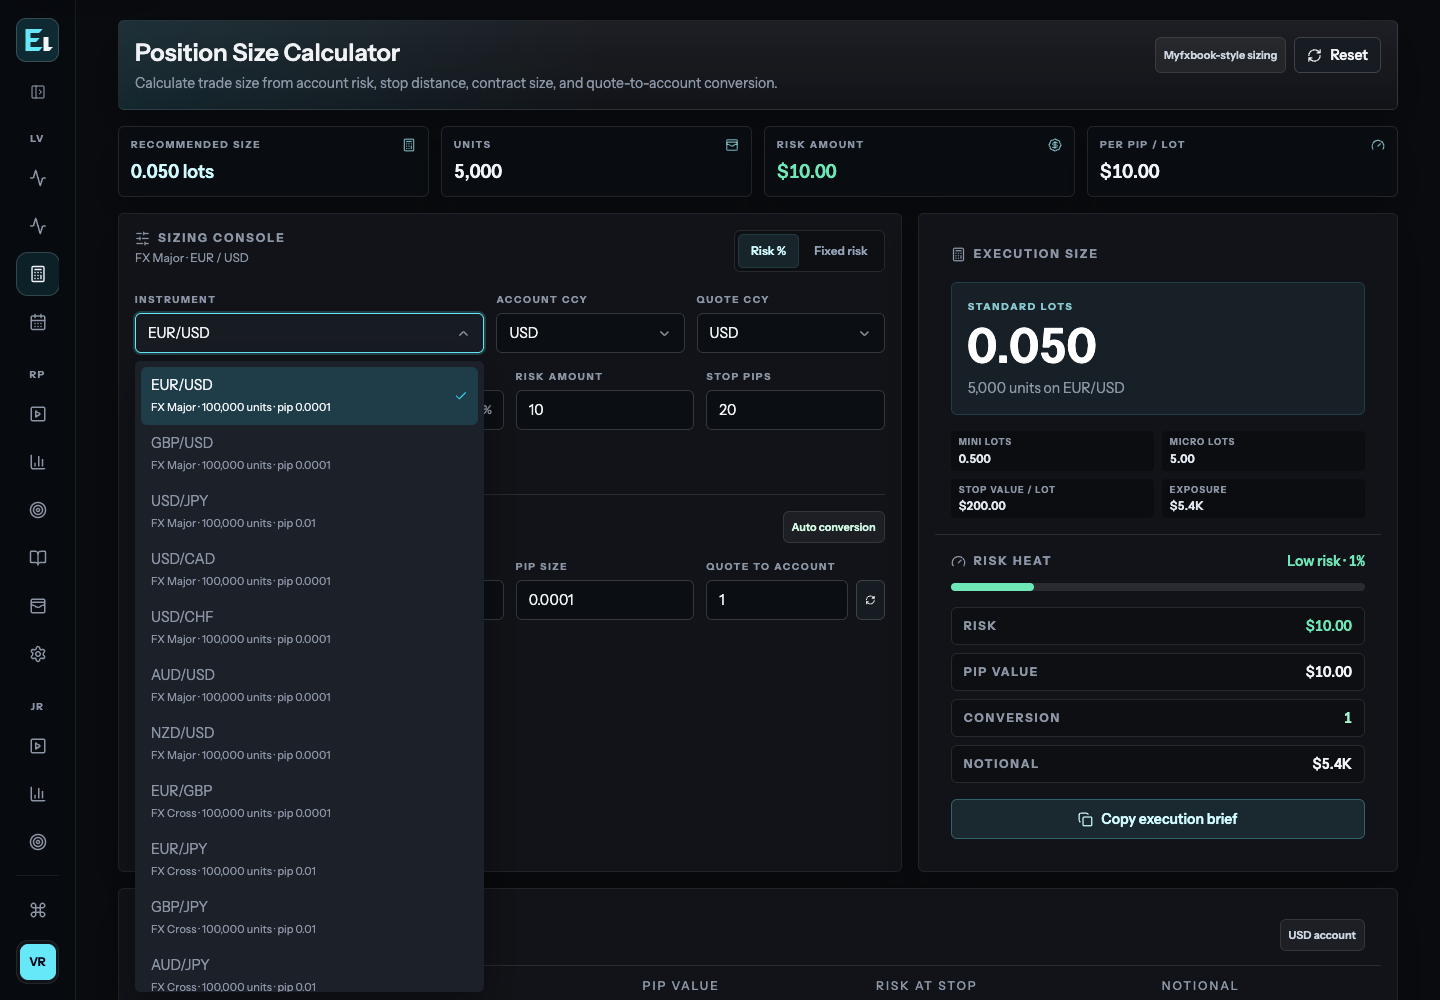 EL
LV
RP
JR
VR
Position Size Calculator
Calculate trade size from account risk, stop distance, contract size, and quote-to-account conversion.
Myfxbook-style sizing
Reset
RECOMMENDED SIZE
0.050 lots
UNITS
5,000
RISK AMOUNT
$10.00
PER PIP / LOT
$10.00
SIZING CONSOLE
FX Major · EUR / USD
Risk %
Fixed risk
INSTRUMENT
EUR/USD
ACCOUNT CCY
USD
QUOTE CCY
USD
%
RISK AMOUNT
10
STOP PIPS
20
Auto conversion
PIP SIZE
0.0001
QUOTE TO ACCOUNT
1
EUR/USD
FX Major · 100,000 units · pip 0.0001
GBP/USD
FX Major · 100,000 units · pip 0.0001
USD/JPY
FX Major · 100,000 units · pip 0.01
USD/CAD
FX Major · 100,000 units · pip 0.0001
USD/CHF
FX Major · 100,000 units · pip 0.0001
AUD/USD
FX Major · 100,000 units · pip 0.0001
NZD/USD
FX Major · 100,000 units · pip 0.0001
EUR/GBP
FX Cross · 100,000 units · pip 0.0001
EUR/JPY
FX Cross · 100,000 units · pip 0.01
GBP/JPY
FX Cross · 100,000 units · pip 0.01
AUD/JPY
FX Cross · 100,000 units · pip 0.01
EXECUTION SIZE
STANDARD LOTS
0.050
5,000 units on EUR/USD
MINI LOTS
0.500
MICRO LOTS
5.00
STOP VALUE / LOT
$200.00
EXPOSURE
$5.4K
RISK HEAT
Low risk · 1%
RISK
$10.00
PIP VALUE
$10.00
CONVERSION
1
NOTIONAL
$5.4K
Copy execution brief
USD account
PIP VALUE
RISK AT STOP
NOTIONAL